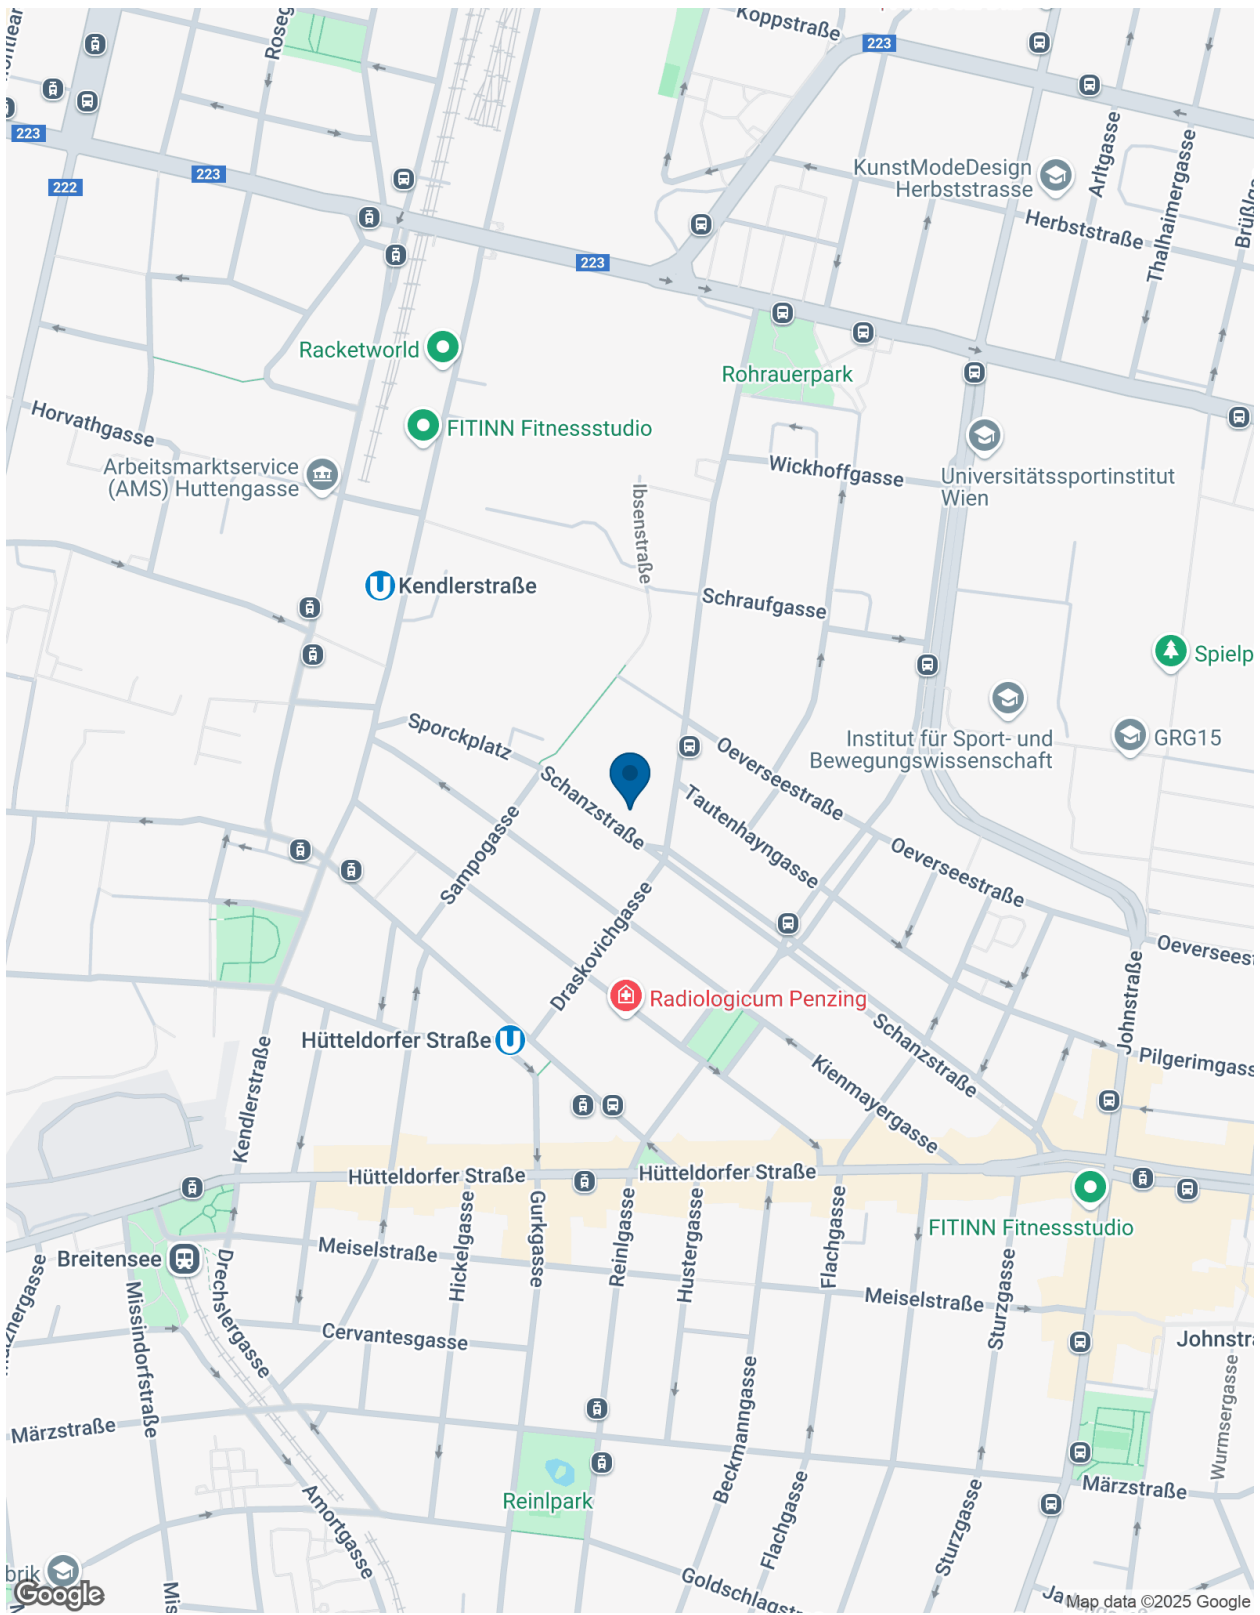 Koppstraße
223
223
223
222
223
KunstModeDesign
Herbststrasse
Arltgasse
Thalhaimergasse
Herbststraße
Racketworld
Rohrauerpark
Horvathgasse
FITINN Fitnessstudio
Arbeitsmarktservice
(AMS) Huttengasse
Wickhoffgasse
Universitätssportinstitut
Wien
Ibsenstraße
U Kendlerstraße
Schraufgasse
Spielp
Sporckplatz
Institut für Sport- und
Bewegungswissenschaft
GRG15
Oeverseestraße
Schanzstraße
Tautenhayngasse
Sampogasse
Oeverseestraße
Draskovichgasse
Oeverseest
Johnstraße
Radiologicum Penzing
Hütteldorfer Straße U
Schanzstraße
Pilgerimgass
Kendlerstraße
Kienmayergasse
Hütteldorfer Straße
Hütteldorfer Straße
Gurkgasse
Hickelgasse
Reinlgasse
Hustergasse
Flachgasse
FITINN Fitnessstudio
Meiselstraße
Breitensee
Drechslergasse
Missindorfstraße
Meiselstraße
Sturzgasse
Cervantesgasse
Johnstra
Wurmsergasse
Märzstraße
Beckmanngasse
Märzstraße
Reinlpark
Amortgasse
Flachgasse
Sturzgasse
brik
Goldschlagstr
Google
Map data ©2025 Google